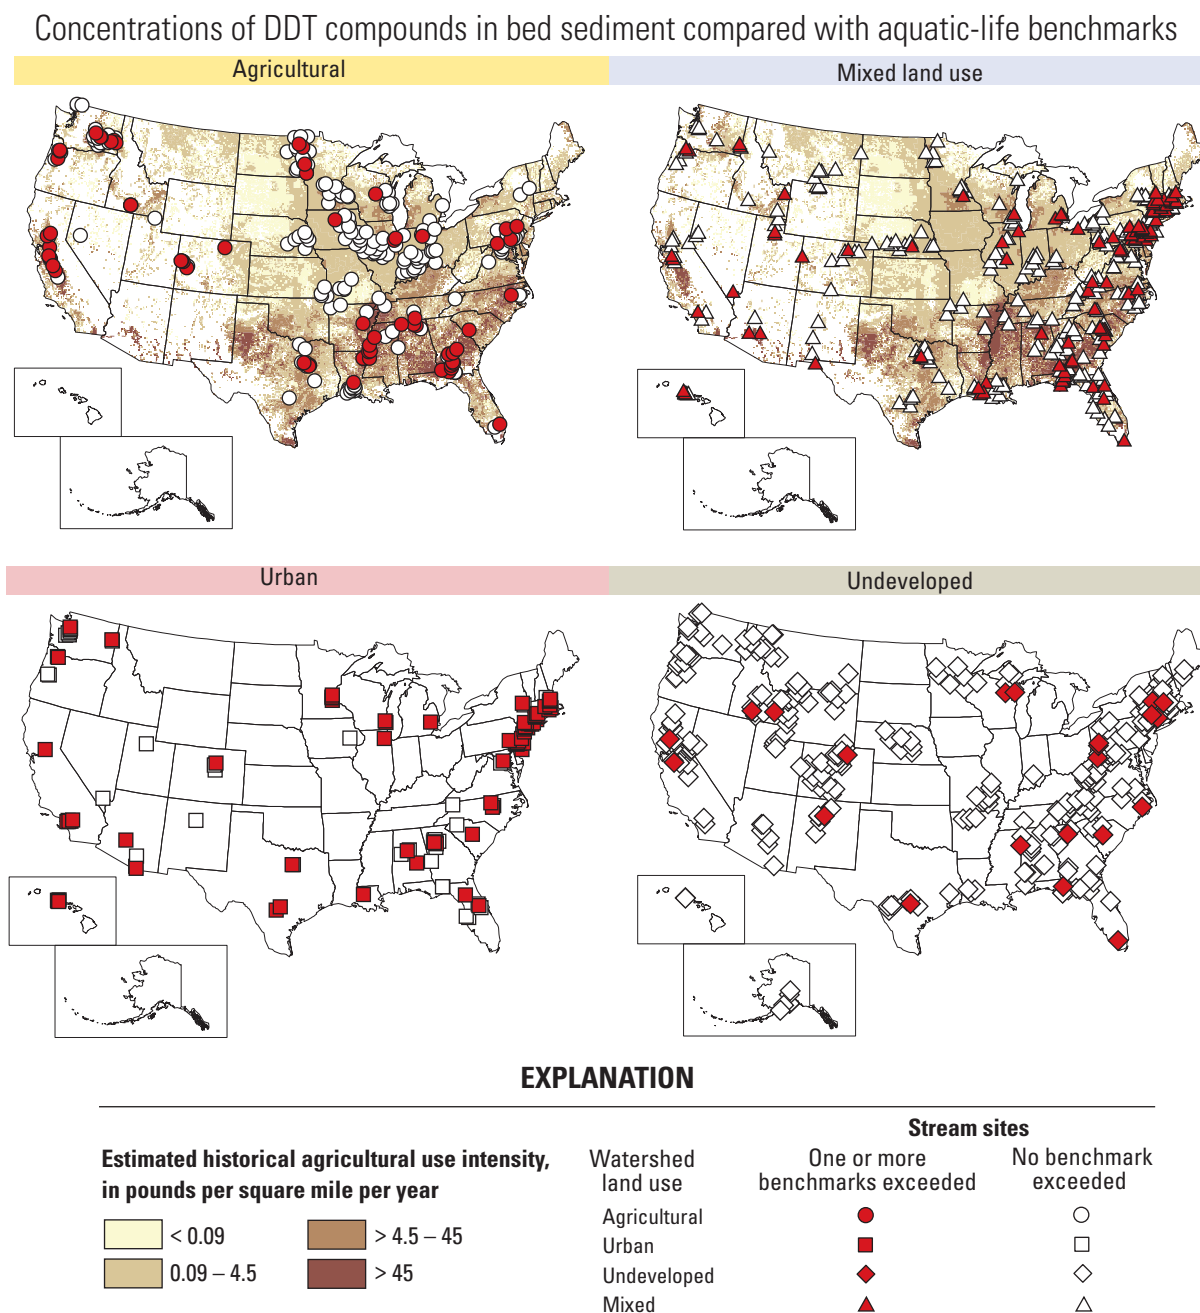 Concentrations of DDT compounds in bed sediment compared with aquatic-life benchmarks
Agricultural
Mixed land use
Urban
Undeveloped
EXPLANATION
Estimated historical agricultural use intensity,
in pounds per square mile per year
< 0.09
> 4.5 – 45
0.09 – 4.5
> 45
Stream sites
Watershed
land use
One or more
benchmarks exceeded
No benchmark
exceeded
Agricultural
Urban
Undeveloped
Mixed